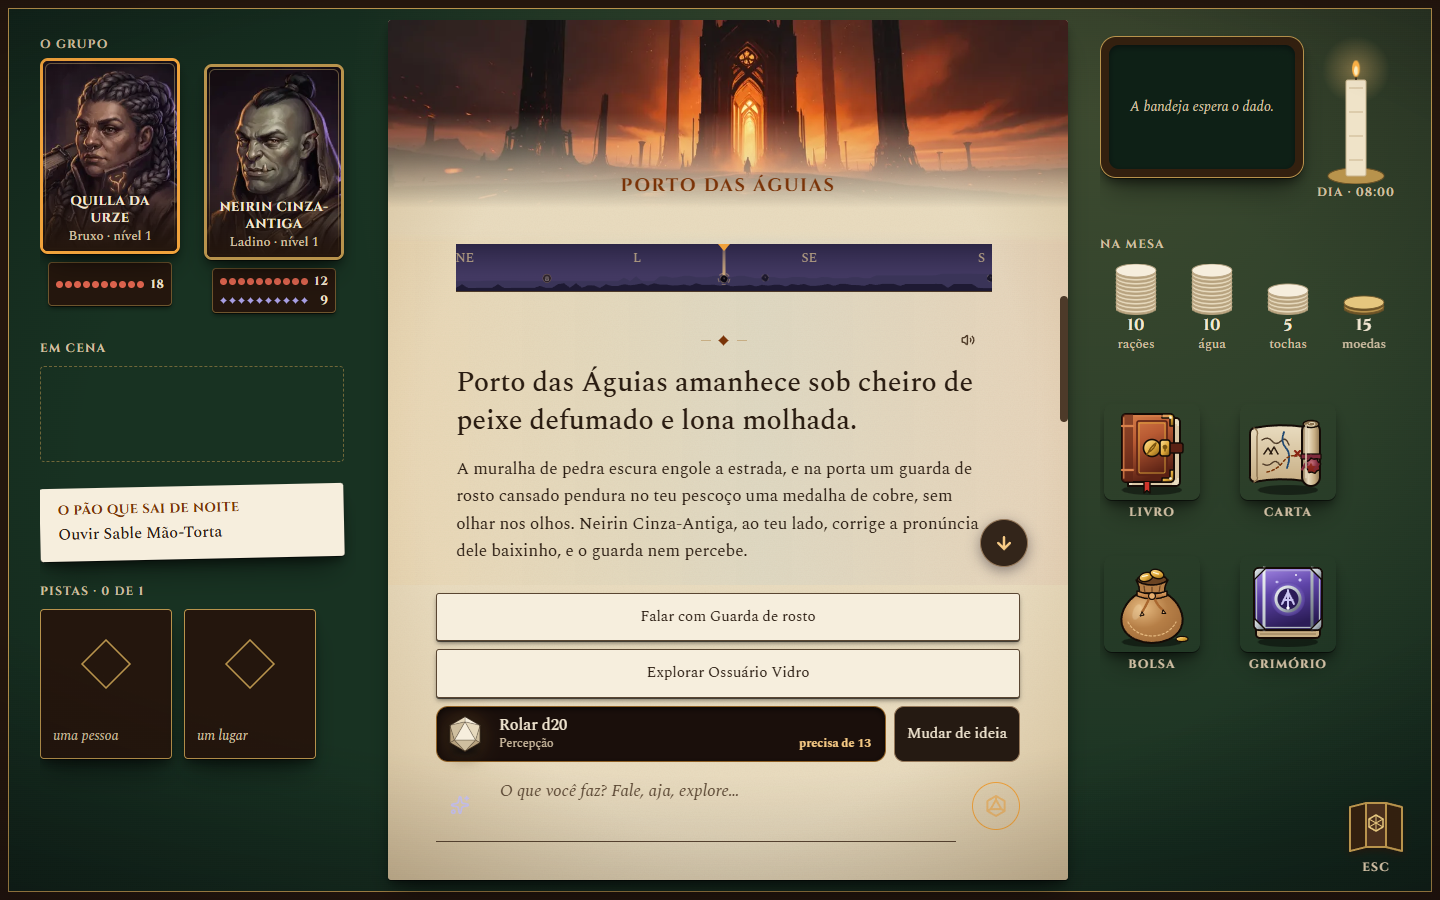 O GRUPO
QUILLA DA
URZE
Bruxo · nível 1
18
NEIRIN CINZA-
ANTIGA
Ladino · nível 1
12
9
EM CENA
O PÃO QUE SAI DE NOITE
Ouvir Sable Mão-Torta
PISTAS · 0 DE 1
uma pessoa
um lugar
PORTO DAS ÁGUIAS
NE
L
SE
S
Porto das Águias amanhece sob cheiro de
peixe defumado e lona molhada.
A muralha de pedra escura engole a estrada, e na porta um guarda de
rosto cansado pendura no teu pescoço uma medalha de cobre, sem
olhar nos olhos. Neirin Cinza-Antiga, ao teu lado, corrige a pronúncia
dele baixinho, e o guarda nem percebe.
Falar com Guarda de rosto
Explorar Ossuário Vidro
Rolar d20
Percepção
precisa de 13
Mudar de ideia
O que você faz? Fale, aja, explore...
A bandeja espera o dado.
DIA · 08:00
NA MESA
10
rações
10
água
5
tochas
15
moedas
LIVRO
CARTA
BOLSA
GRIMÓRIO
ESC